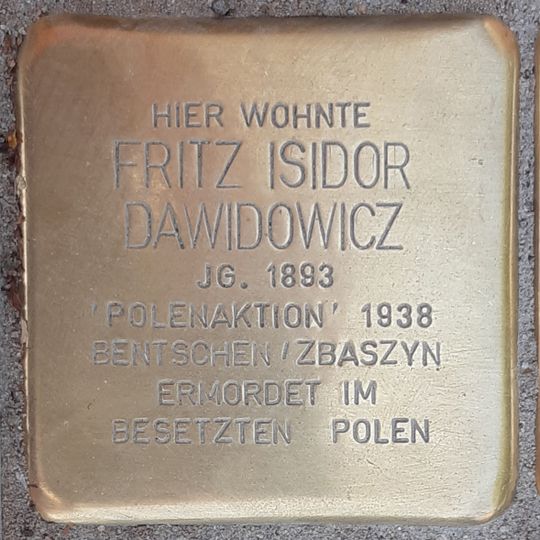 HIER WOHNTE
FRITZ ISIDOR
DAWIDOWICZ
JG. 1893
'POLENAKTION' 1938
BENTSCHEN/ZBASZYN
ERMORDET IM
BESETZTEN POLEN